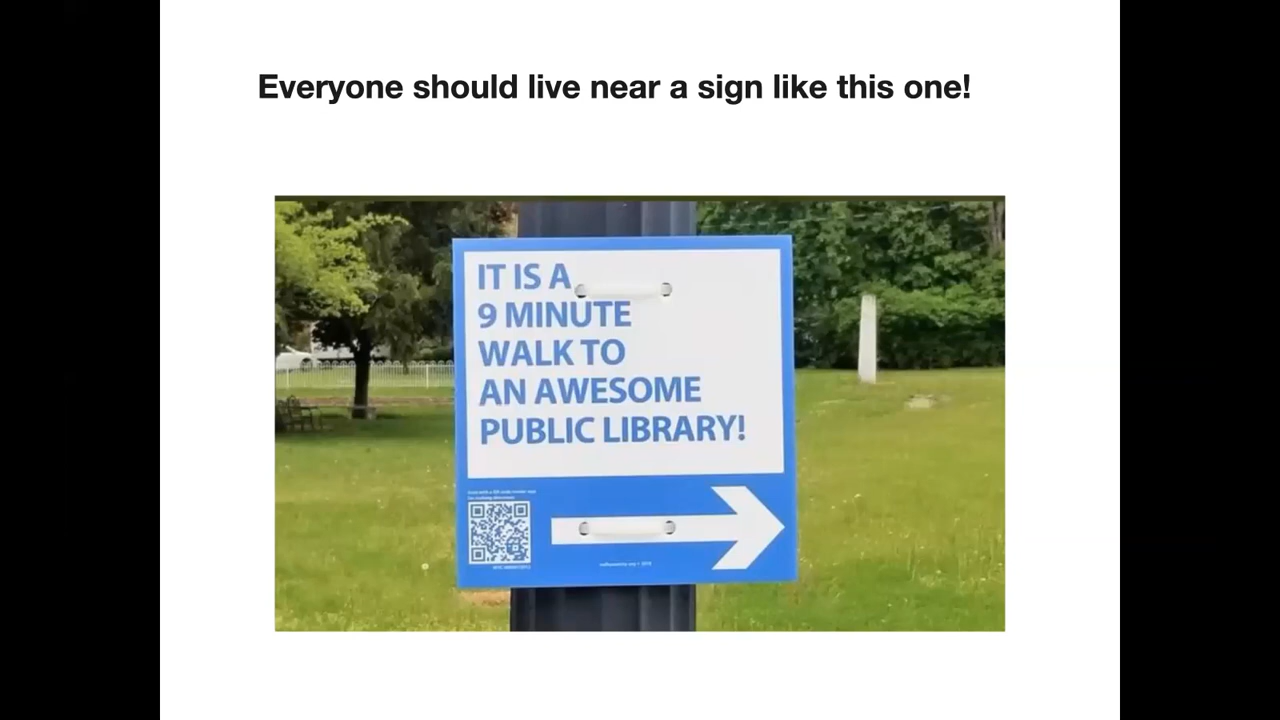 Everyone should live near a sign like this one!
IT IS A
9 MINUTE
WALK TO
AN AWESOME
PUBLIC LIBRARY!